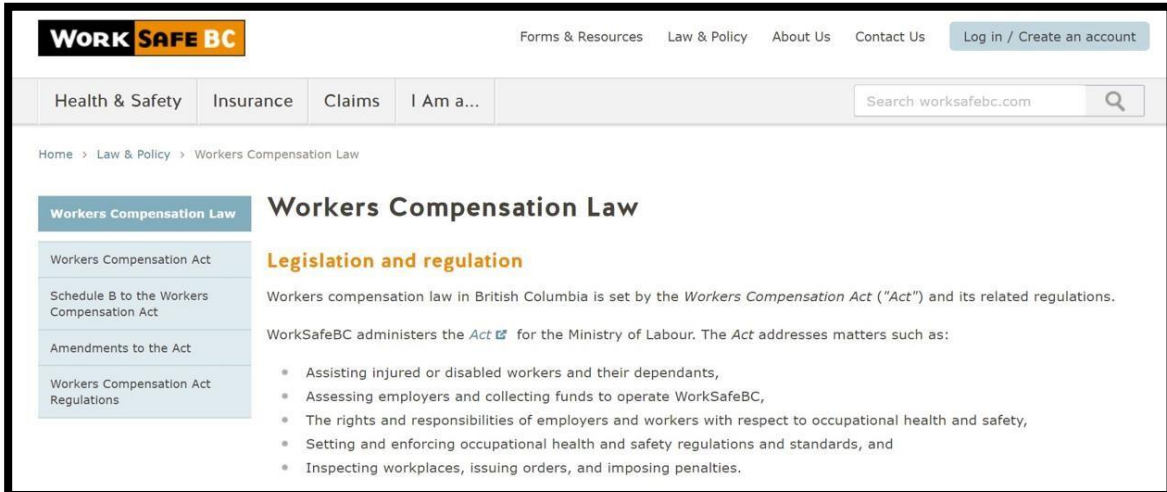 WORK SAFE BC
Forms & Resources Law & Policy About Us Contact Us Log in / Create an account
Health & Safety Insurance Claims I Am a... Search worksafebc.com
Home > Law & Policy > Workers Compensation Law
Workers Compensation Law
Workers Compensation Act
Schedule B to the Workers
Compensation Act
Amendments to the Act
Workers Compensation Act
Regulations
Workers Compensation Law
Legislation and regulation
Workers compensation law in British Columbia is set by the Workers Compensation Act ("Act") and its related regulations.
WorkSafeBC administers the Act for the Ministry of Labour. The Act addresses matters such as:
Assisting injured or disabled workers and their dependants,
Assessing employers and collecting funds to operate WorkSafeBC,
The rights and responsibilities of employers and workers with respect to occupational health and safety,
Setting and enforcing occupational health and safety regulations and standards, and
Inspecting workplaces, issuing orders, and imposing penalties.